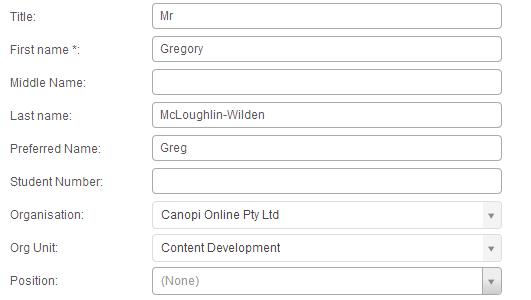 Title: Mr
First name *: Gregory
Middle Name:
Last name: McLoughlin-Wilden
Preferred Name: Greg
Student Number:
Organisation: Canopi Online Pty Ltd
Org Unit: Content Development
Position: (None)